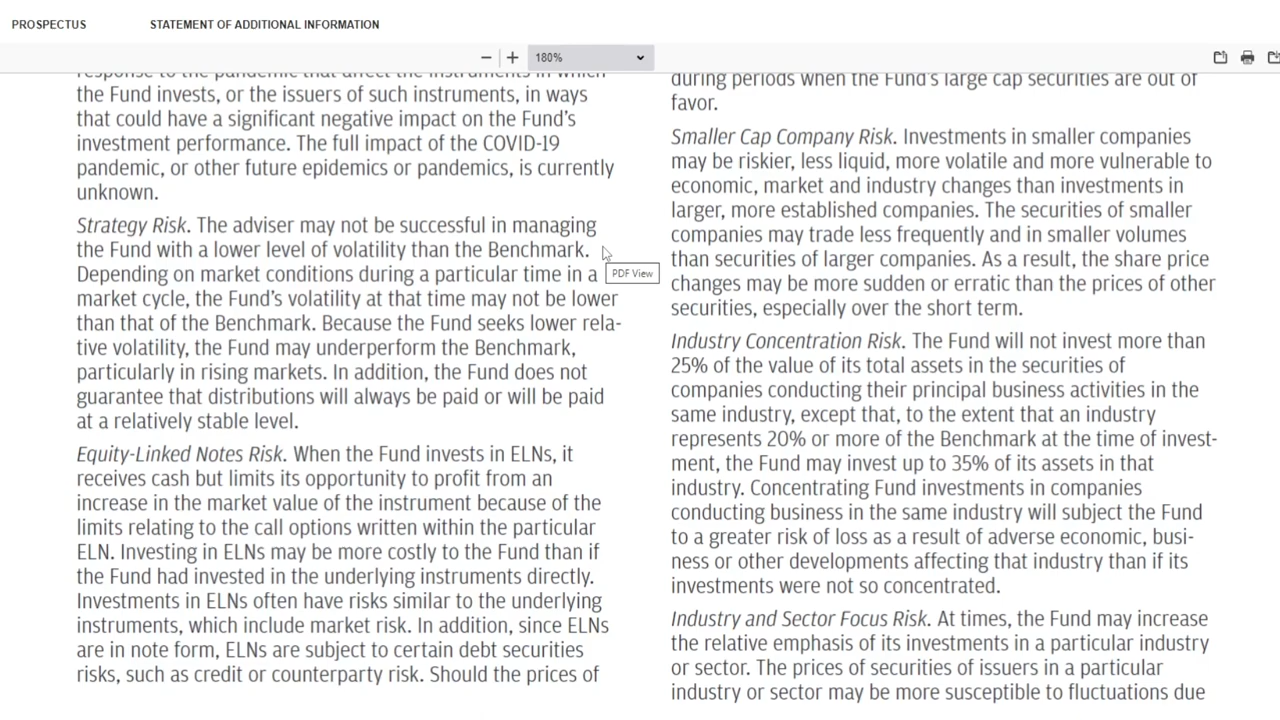 PROSPECTUS
STATEMENT OF ADDITIONAL INFORMATION
180%
response to the pandemic that affect the instruments in which
the Fund invests, or the issuers of such instruments, in ways
that could have a significant negative impact on the Fund's
investment performance. The full impact of the COVID-19
pandemic, or other future epidemics or pandemics, is currently
unknown.
Strategy Risk. The adviser may not be successful in managing
the Fund with a lower level of volatility than the Benchmark.
Depending on market conditions during a particular time in a
market cycle, the Fund's volatility at that time may not be lower
than that of the Benchmark. Because the Fund seeks lower rela-
tive volatility, the Fund may underperform the Benchmark,
particularly in rising markets. In addition, the Fund does not
guarantee that distributions will always be paid or will be paid
at a relatively stable level.
Equity-Linked Notes Risk. When the Fund invests in ELNs, it
receives cash but limits its opportunity to profit from an
increase in the market value of the instrument because of the
limits relating to the call options written within the particular
ELN. Investing in ELNs may be more costly to the Fund than if
the Fund had invested in the underlying instruments directly.
Investments in ELNs often have risks similar to the underlying
instruments, which include market risk. In addition, since ELNs
are in note form, ELNs are subject to certain debt securities
risks, such as credit or counterparty risk. Should the prices of
PDF View
during periods when the Fund's large cap securities are out of
favor.
Smaller Cap Company Risk. Investments in smaller companies
may be riskier, less liquid, more volatile and more vulnerable to
economic, market and industry changes than investments in
larger, more established companies. The securities of smaller
companies may trade less frequently and in smaller volumes
than securities of larger companies. As a result, the share price
changes may be more sudden or erratic than the prices of other
securities, especially over the short term.
Industry Concentration Risk. The Fund will not invest more than
25% of the value of its total assets in the securities of
companies conducting their principal business activities in the
same industry, except that, to the extent that an industry
represents 20% or more of the Benchmark at the time of invest-
ment, the Fund may invest up to 35% of its assets in that
industry. Concentrating Fund investments in companies
conducting business in the same industry will subject the Fund
to a greater risk of loss as a result of adverse economic, busi-
ness or other developments affecting that industry than if its
investments were not so concentrated.
Industry and Sector Focus Risk. At times, the Fund may increase
the relative emphasis of its investments in a particular industry
or sector. The prices of securities of issuers in a particular
industry or sector may be more susceptible to fluctuations due